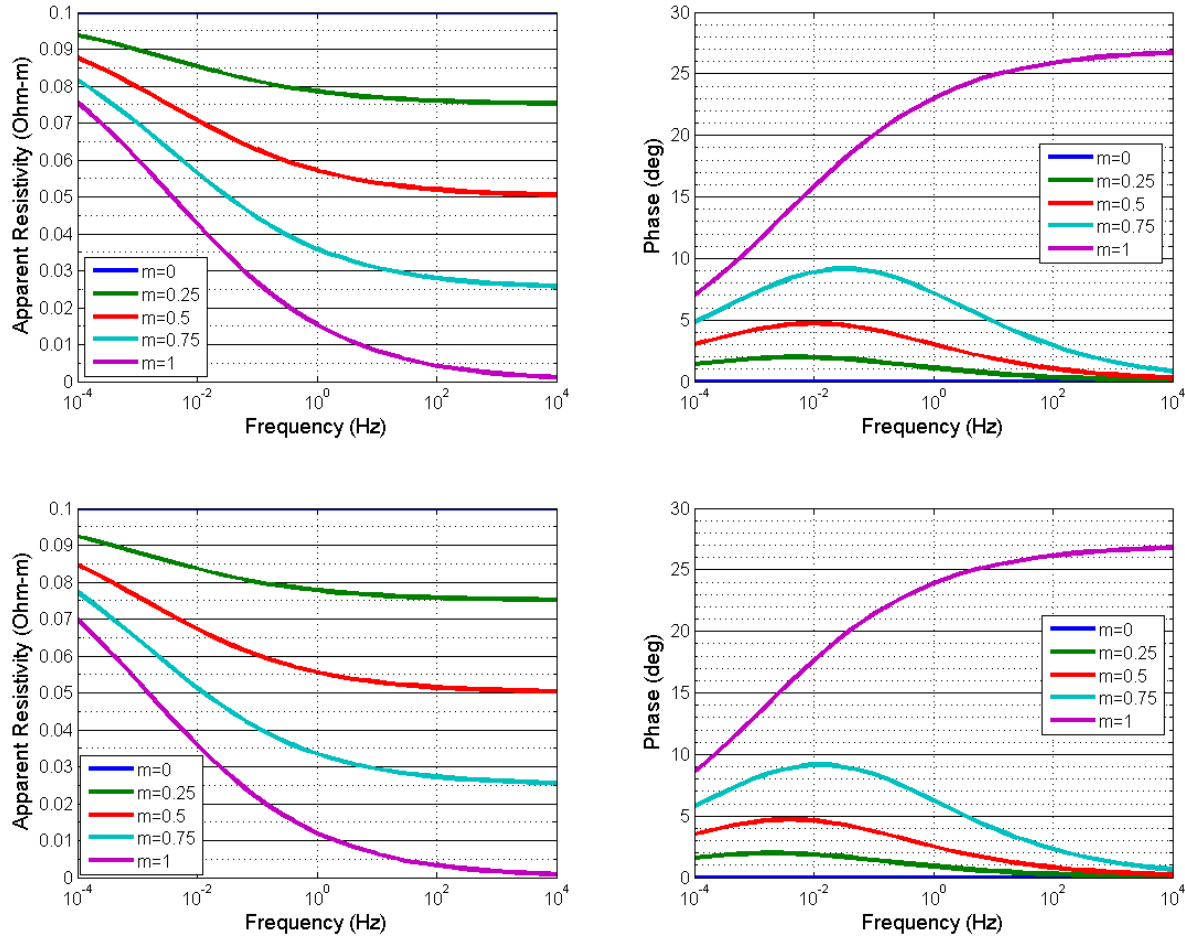 Apparent Resistivity (Ohm-m)
0.1
0.09
0.08
0.07
0.06
0.05
0.04
0.03
0.02
0.01
0
m=0
m=0.25
m=0.5
m=0.75
m=1
10^-4
10^-2
10^0
10^2
10^4
Frequency (Hz)
Phase (deg)
30
25
20
15
10
5
0
m=0
m=0.25
m=0.5
m=0.75
m=1
10^-4
10^-2
10^0
10^2
10^4
Frequency (Hz)
Apparent Resistivity (Ohm-m)
0.1
0.09
0.08
0.07
0.06
0.05
0.04
0.03
0.02
0.01
0
m=0
m=0.25
m=0.5
m=0.75
m=1
10^-4
10^-2
10^0
10^2
10^4
Frequency (Hz)
Phase (deg)
30
25
20
15
10
5
0
m=0
m=0.25
m=0.5
m=0.75
m=1
10^-4
10^-2
10^0
10^2
10^4
Frequency (Hz)